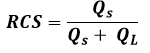 RCS = Qs / (Qs + QL)